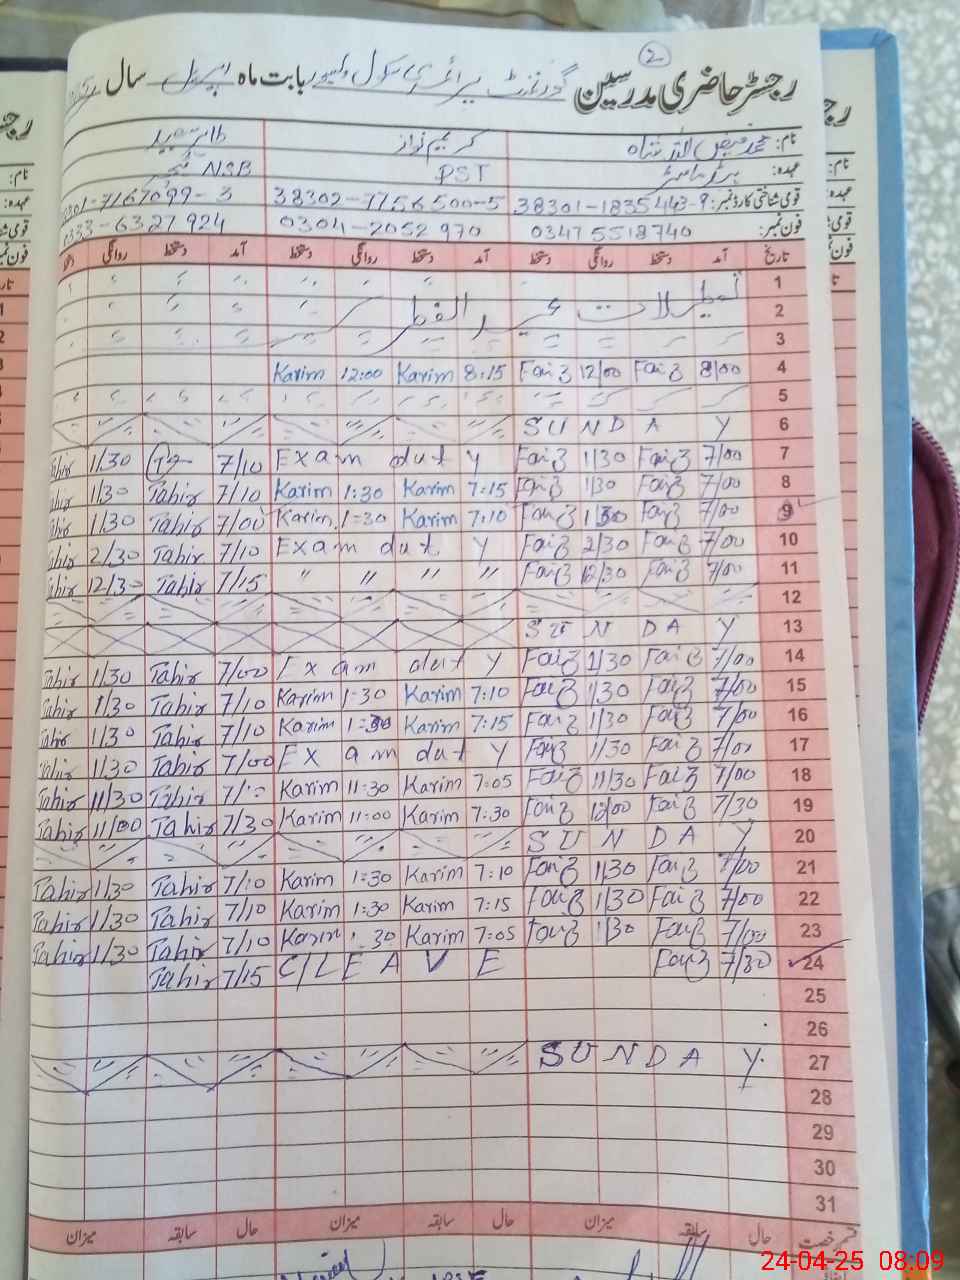 2
رجسٹر حاضری مدرسین گورنمنٹ پرائمری سکول بابت ماہ اپریل سال
نام: محمد فیض اللہ شاہ کریم نواز طاہر
عہدہ: ہیڈ ماسٹر PST NSB
قومی شناختی کارڈ نمبر: 38301-1835443-9 38302-7756500-5 301-7167099-3
فون نمبر: 03475518740 0304-2052970 0333-6327924
تاریخ آمد دستخط روانگی دستخط آمد دستخط روانگی دستخط آمد دستخط روانگی
1
2 تعطیلات عید الفطر
3
4 8/00 Faiz 12/00 Faiz 8:15 Karim 12:00 Karim
5
6 SUNDAY
7 7/00 Faiz 1/30 Faiz Exam duty 7/10 1/30 Tahir
8 7/00 Faiz 1/30 Faiz 7:15 Karim 1:30 Karim 7/10 Tahir 1/30 Tahir
9 7/00 Faiz 1/30 Faiz 7:10 Karim 1:30 Karim 7/00 Tahir 1/30 Tahir
10 7/00 Faiz 2/30 Faiz Exam duty 7/10 Tahir 2/30 Tahir
11 7/00 Faiz 12/30 Faiz " " " " 7/15 Tahir 12/30 Tahir
12
13 SUNDAY
14 7/00 Faiz 1/30 Faiz Exam duty 7/00 Tahir 1/30 Tahir
15 7/00 Faiz 1/30 Faiz 7:10 Karim 1:30 Karim 7/10 Tahir 1/30 Tahir
16 7/00 Faiz 1/30 Faiz 7:15 Karim 1:30 Karim 7/10 Tahir 1/30 Tahir
17 7/00 Faiz 1/30 Faiz Exam duty 7/00 Tahir 1/30 Tahir
18 7/00 Faiz 11/30 Faiz 7:05 Karim 11:30 Karim Tahir 11/30 Tahir
19 7/30 Faiz 12/00 Faiz 7:30 Karim 11:00 Karim 7/30 Tahir 11/00 Tahir
20 SUNDAY
21 7/00 Faiz 1/30 Faiz 7:10 Karim 1:30 Karim 7/10 Tahir 1/30 Tahir
22 7/00 Faiz 1/30 Faiz 7:15 Karim 1:30 Karim 7/10 Tahir 1/30 Tahir
23 7/00 Faiz 1/30 Faiz 7:05 Karim 1:30 Karim 7/10 Tahir 1/30 Tahir
24 7/30 Faiz C/LEAVE 7/15 Tahir
25
26
27 SUNDAY
28
29
30
31
قسم رخصت حال سابقہ میزان حال سابقہ میزان حال سابقہ میزان
24-04-25 08:09